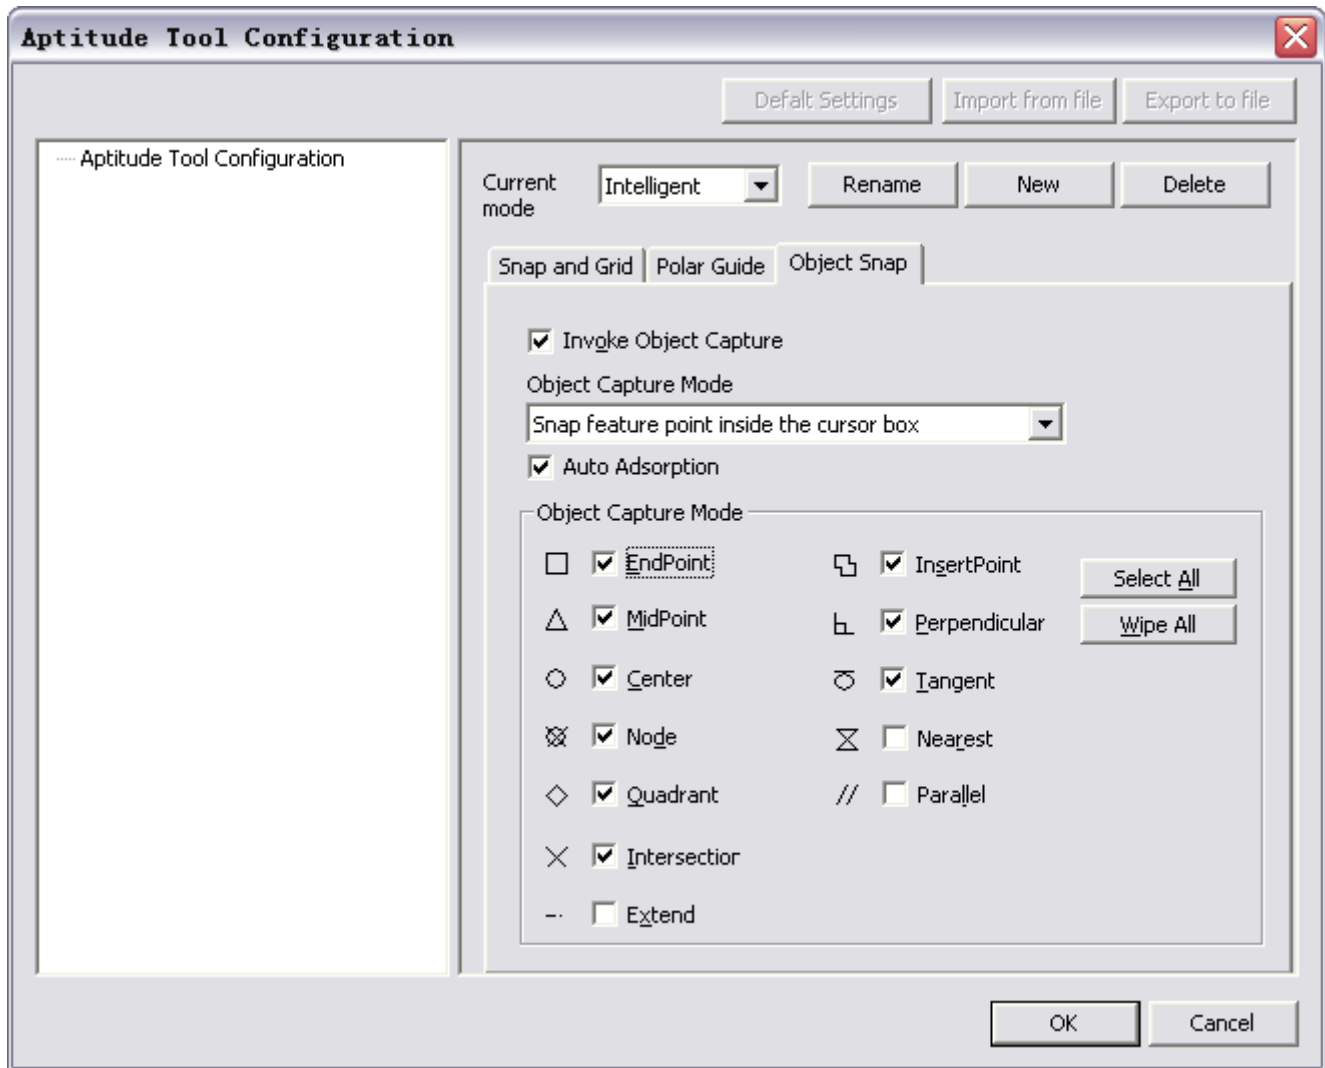 Aptitude Tool Configuration
Defalt Settings
Import from file
Export to file
Aptitude Tool Configuration
Current mode
Intelligent
Rename
New
Delete
Snap and Grid
Polar Guide
Object Snap
Invoke Object Capture
Object Capture Mode
Snap feature point inside the cursor box
Auto Adsorption
Object Capture Mode
EndPoint
InsertPoint
Select All
MidPoint
Perpendicular
Wipe All
Center
Tangent
Node
Nearest
Quadrant
Parallel
Intersection
Extend
OK
Cancel